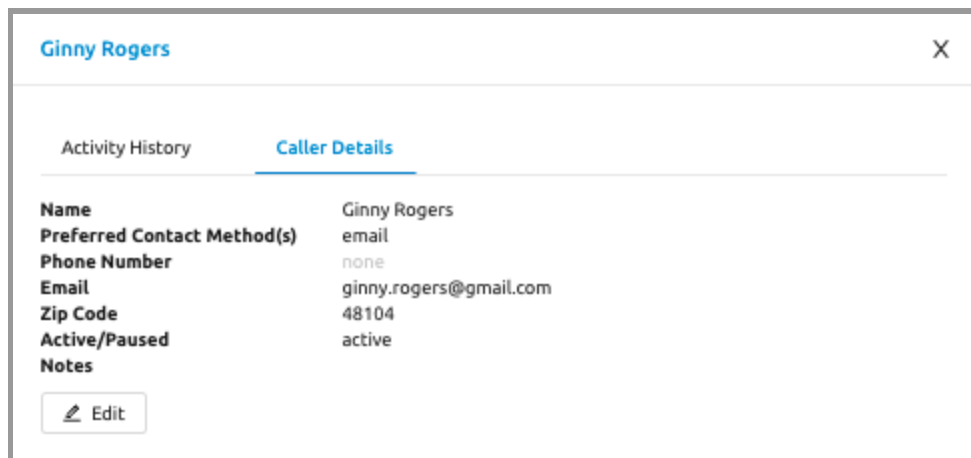 Ginny Rogers X
Activity History Caller Details
Name Ginny Rogers
Preferred Contact Method(s) email
Phone Number none
Email ginny.rogers@gmail.com
Zip Code 48104
Active/Paused active
Notes
Edit